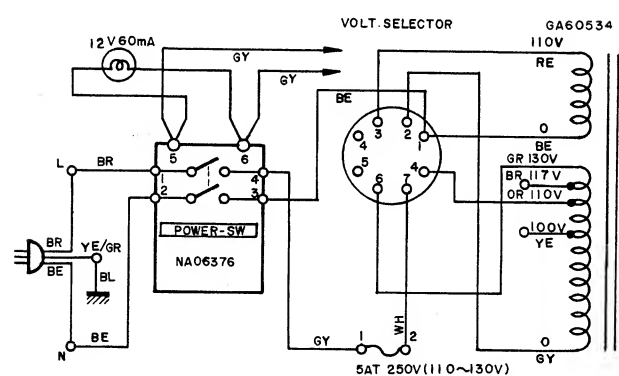 VOLT. SELECTOR
GA60534
12V60mA
110V
GY
RE
GY
BE
3
2
1
4
5
4
6
7
0
BE
5
6
GR 130V
BR 117V
OR 110V
100V
YE
L
BR
1
2
4
3
POWER-SW
NA06376
BR
BE
YE/GR
BL
N
BE
GY
1
2
WH
0
GY
5AT 250V(110~130V)